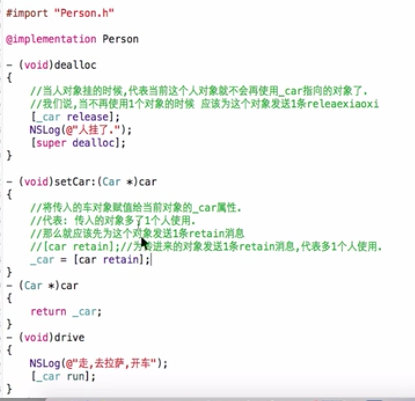 #import "Person.h"
@implementation Person
- (void)dealloc
{
//当人对象挂的时候,代表当前这个人对象就不会再使用_car指向的对象了.
//我们说,当不再使用1个对象的时候 应该为这个对象发送1条releaexiaoxi
[_car release];
NSLog(@"人挂了.");
[super dealloc];
}
- (void)setCar:(Car *)car
{
//将传入的车对象赋值给当前对象的_car属性.
//代表: 传入的对象多了1个人使用.
//那么就应该先为这个对象发送1条retain消息
//[car retain];//为传进来的对象发送1条retain消息,代表多1个人使用.
_car = [car retain];
}
- (Car *)car
{
return _car;
}
- (void)drive
{
NSLog(@"走,去拉萨,开车");
[_car run];
}